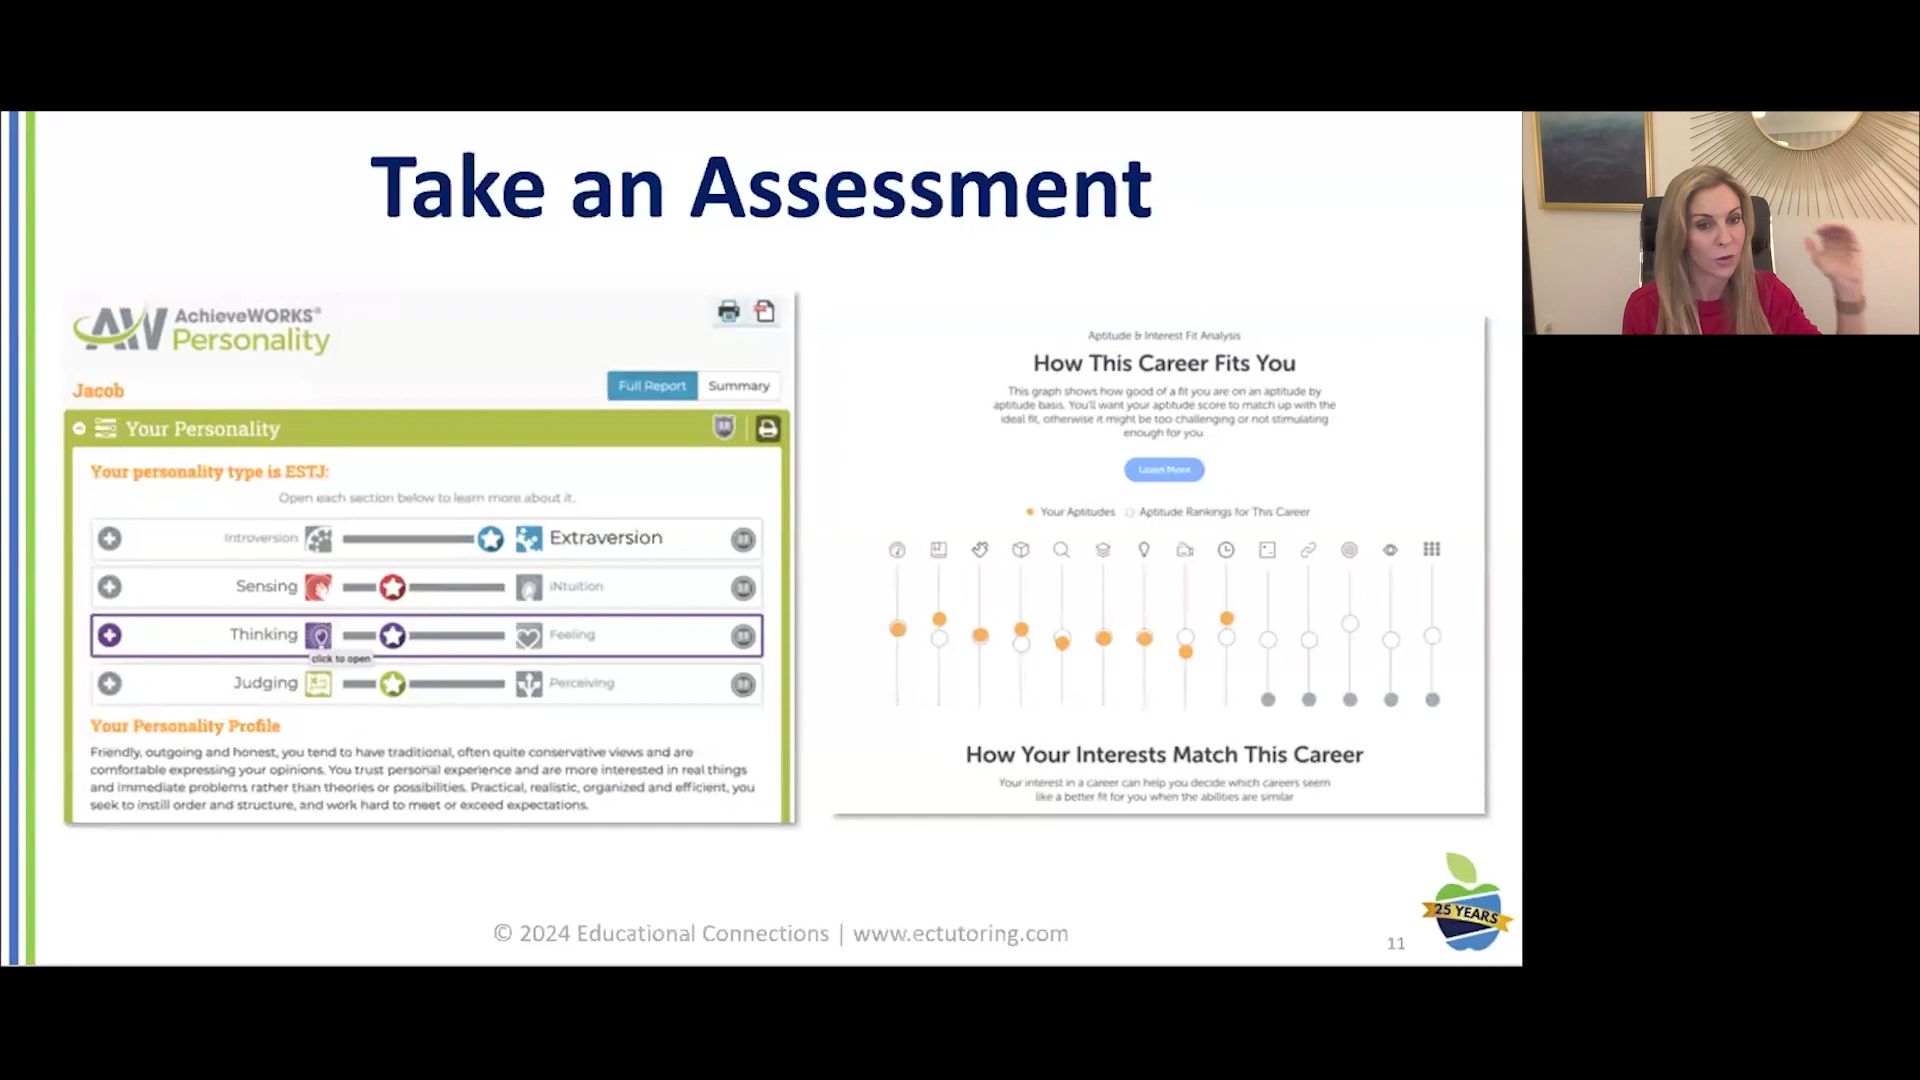 Take an Assessment
AW AchieveWORKS®
Personality
Jacob
Full Report Summary
Your Personality
Your personality type is ESTJ:
Open each section below to learn more about it.
Introversion Extraversion
Sensing iNtuition
Thinking Feeling
click to open
Judging Perceiving
Your Personality Profile
Friendly, outgoing and honest, you tend to have traditional, often quite conservative views and are
comfortable expressing your opinions. You trust personal experience and are more interested in real things
and immediate problems rather than theories or possibilities. Practical, realistic, organized and efficient, you
seek to instill order and structure, and work hard to meet or exceed expectations.
Aptitude & Interest Fit Analysis
How This Career Fits You
This graph shows how good of a fit you are on an aptitude by
aptitude basis. You'll want your aptitude score to match up with the
ideal fit, otherwise it might be too challenging or not stimulating
enough for you.
Learn More
Your Aptitudes Aptitude Rankings for This Career
How Your Interests Match This Career
Your interest in a career can help you decide which careers seem
like a better fit for you when the abilities are similar
© 2024 Educational Connections | www.ectutoring.com
11
25 YEARS